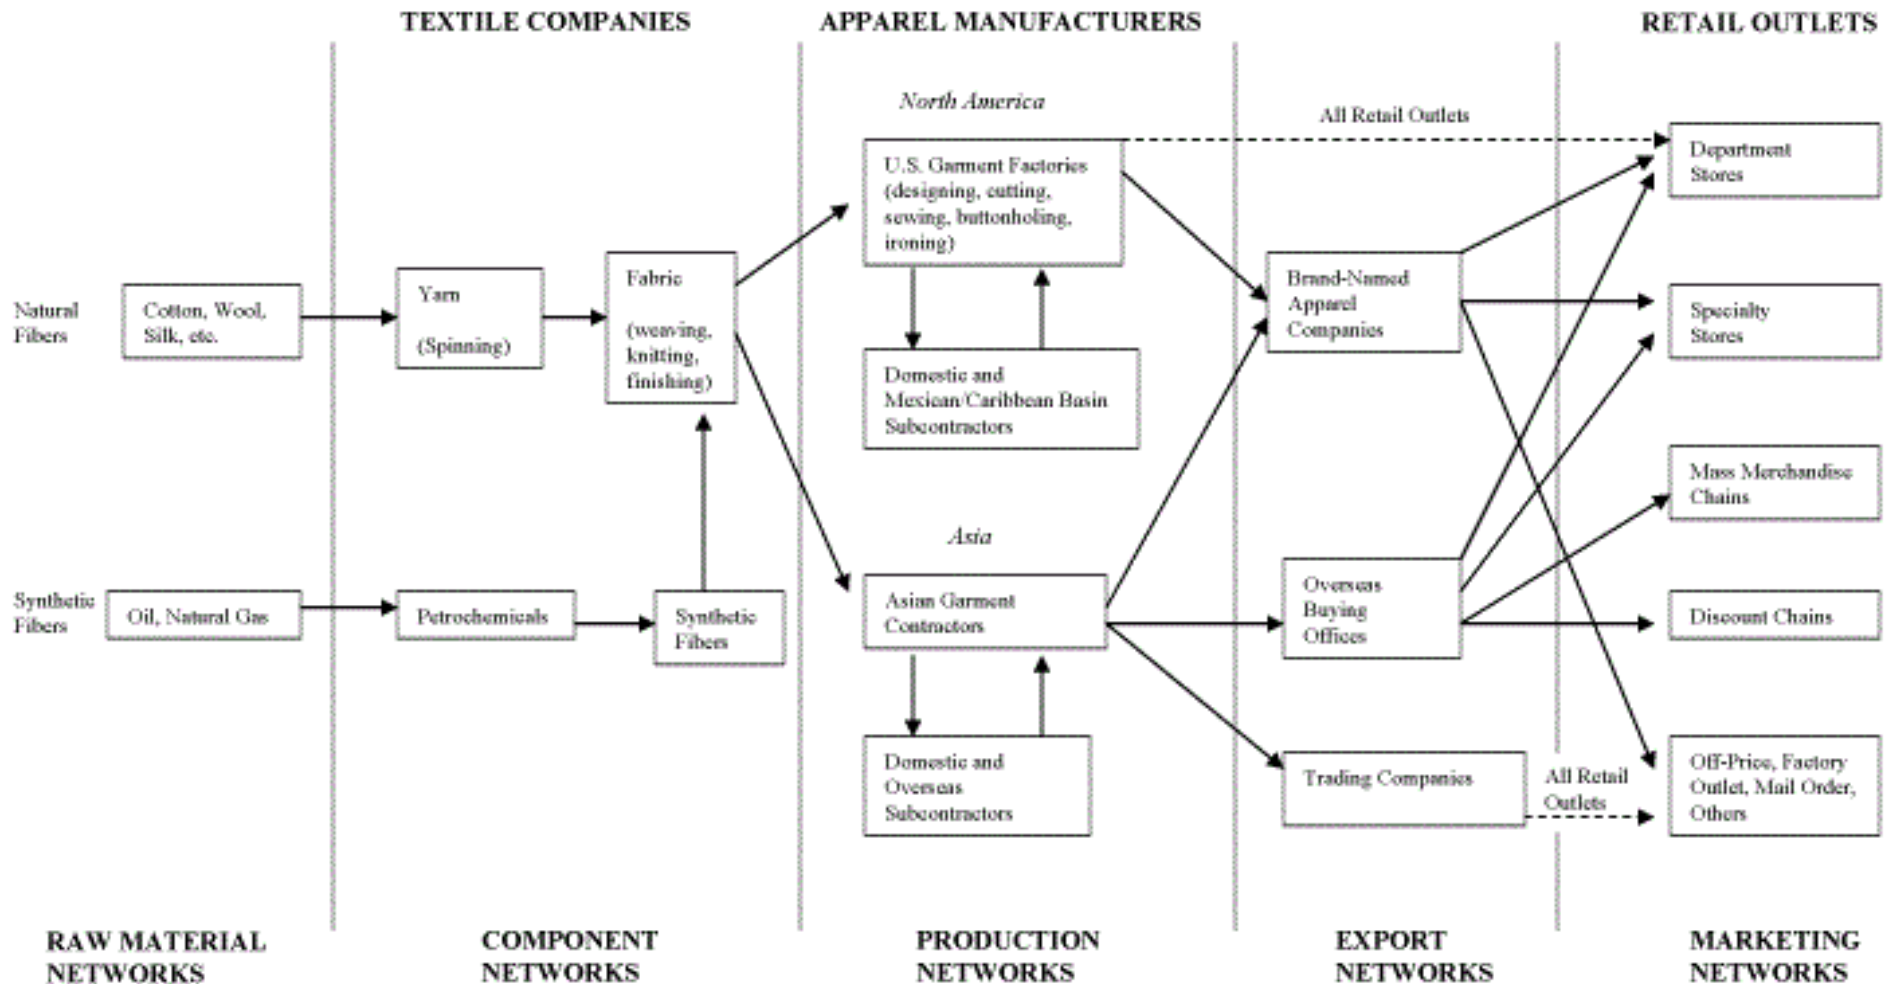 TEXTILE COMPANIES
APPAREL MANUFACTURERS
RETAIL OUTLETS
North America
All Retail Outlets
Department
Stores
U.S. Garment Factories
(designing, cutting,
sewing, buttonholing,
ironing)
Natural
Fibers
Cotton, Wool,
Silk, etc.
Yarn
(Spinning)
Fabric
(weaving,
knitting,
finishing)
Brand-Named
Apparel
Companies
Specialty
Stores
Domestic and
Mexican/Caribbean Basin
Subcontractors
Mass Merchandise
Chains
Asia
Synthetic
Fibers
Oil, Natural Gas
Petrochemicals
Synthetic
Fibers
Asian Garment
Contractors
Overseas
Buying
Offices
Discount Chains
Domestic and
Overseas
Subcontractors
Trading Companies
All Retail
Outlets
Off-Price, Factory
Outlet, Mail Order,
Others
RAW MATERIAL
NETWORKS
COMPONENT
NETWORKS
PRODUCTION
NETWORKS
EXPORT
NETWORKS
MARKETING
NETWORKS